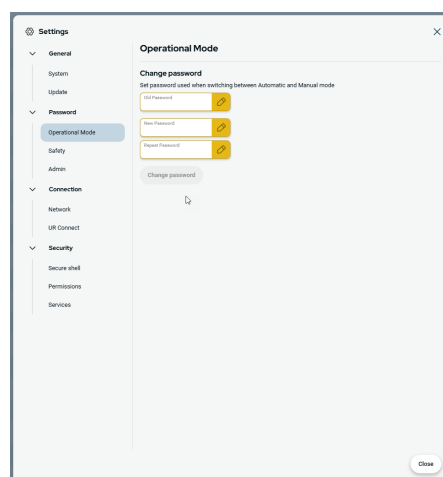 Settings
General
System
Update
Password
Operational Mode
Safety
Admin
Connection
Network
UR Connect
Security
Secure shell
Permissions
Services
Operational Mode
Change password
Set password used when switching between Automatic and Manual mode
Old Password
New Password
Repeat Password
Change password
Close